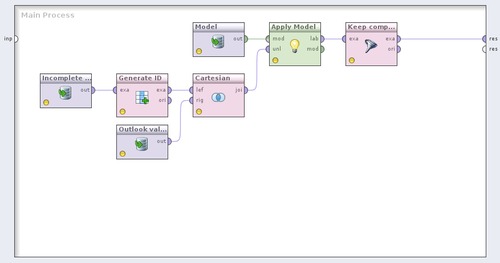 Main Process
Model
out
Apply Model
mod
lab
unl
mod
Keep comp...
exa
exa
ori
inp
res
res
Incomplete ...
out
Generate ID
exa
exa
ori
Cartesian
lef
joi
rig
Outlook val...
out